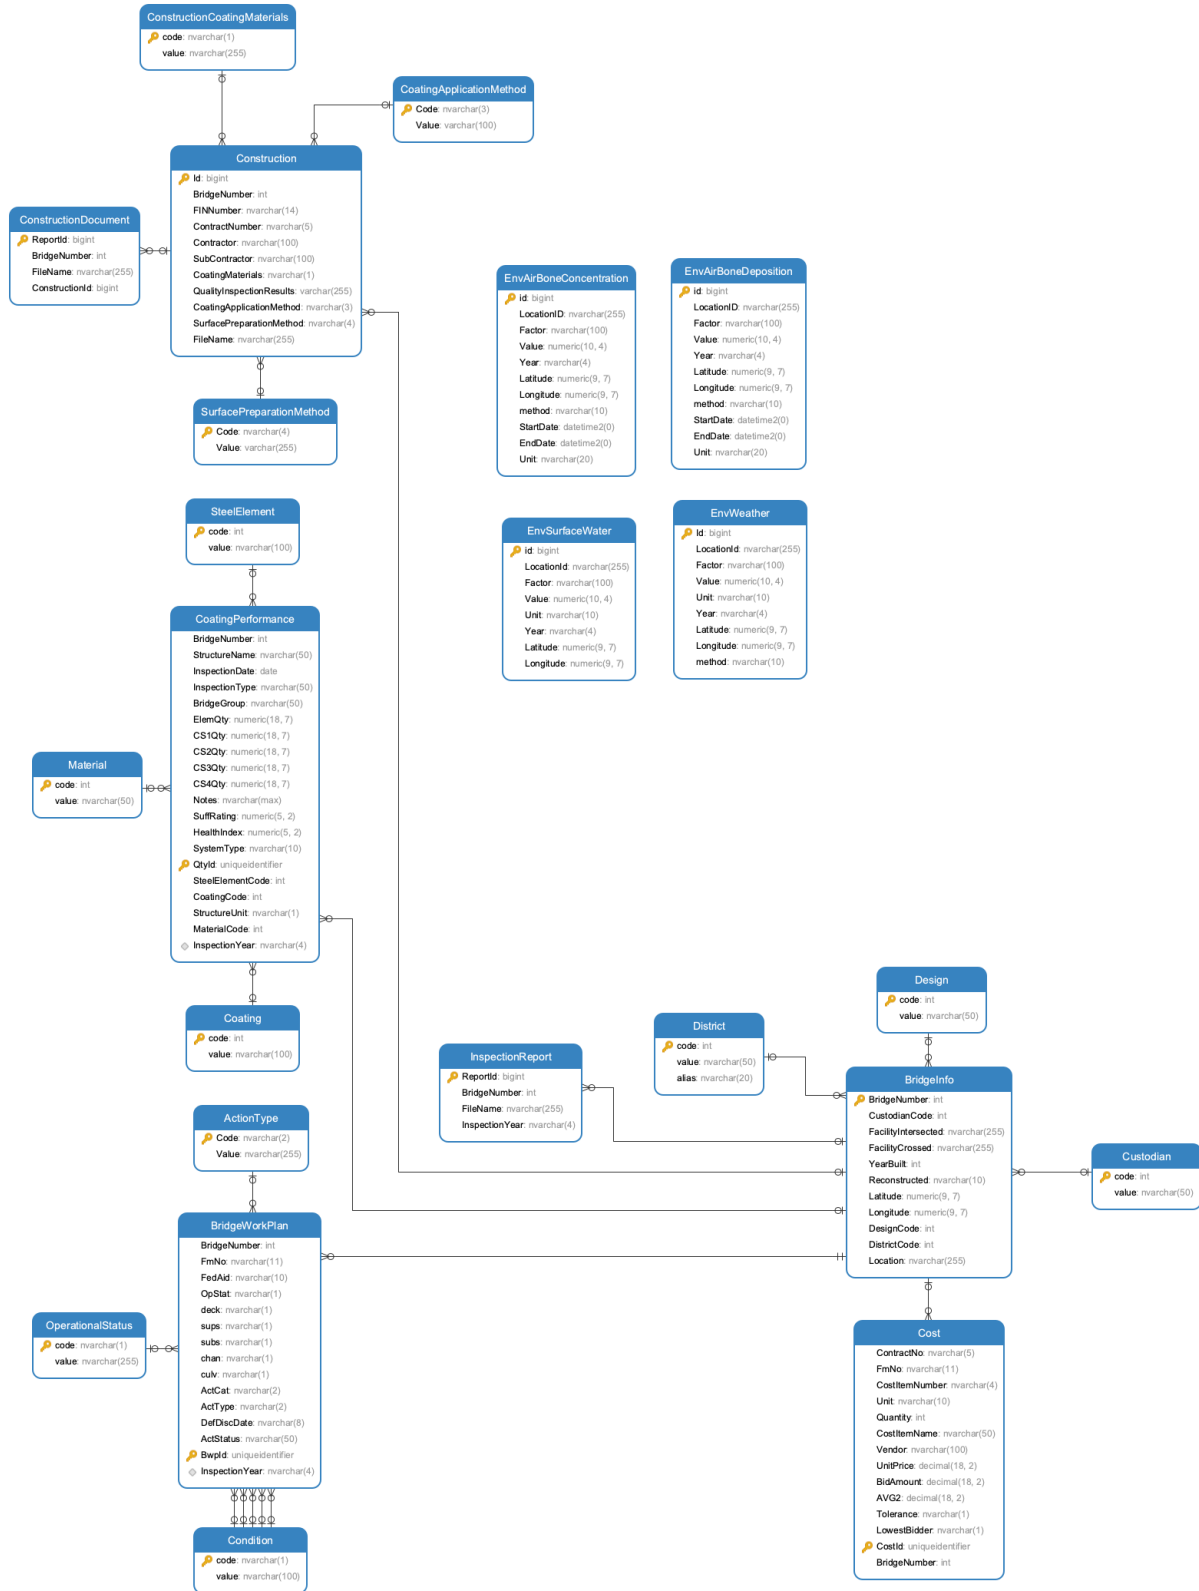 ConstructionCoatingMaterials
code: nvarchar(1)
value: nvarchar(255)
CoatingApplicationMethod
Code: nvarchar(3)
Value: varchar(100)
Construction
Id: bigint
BridgeNumber: int
FINNumber: nvarchar(14)
ContractNumber: nvarchar(5)
Contractor: nvarchar(100)
SubContractor: nvarchar(100)
CoatingMaterials: nvarchar(1)
QualityInspectionResults: varchar(255)
CoatingApplicationMethod: nvarchar(3)
SurfacePreparationMethod: nvarchar(4)
FileName: nvarchar(255)
ConstructionDocument
ReportId: bigint
BridgeNumber: int
FileName: nvarchar(255)
ConstructionId: bigint
EnvAirBoneConcentration
id: bigint
LocationID: nvarchar(255)
Factor: nvarchar(100)
Value: numeric(10, 4)
Year: nvarchar(4)
Latitude: numeric(9, 7)
Longitude: numeric(9, 7)
method: nvarchar(10)
StartDate: datetime2(0)
EndDate: datetime2(0)
Unit: nvarchar(20)
EnvAirBoneDeposition
id: bigint
LocationID: nvarchar(255)
Factor: nvarchar(100)
Value: numeric(10, 4)
Year: nvarchar(4)
Latitude: numeric(9, 7)
Longitude: numeric(9, 7)
method: nvarchar(10)
StartDate: datetime2(0)
EndDate: datetime2(0)
Unit: nvarchar(20)
SurfacePreparationMethod
Code: nvarchar(4)
Value: varchar(255)
SteelElement
code: int
value: nvarchar(100)
EnvSurfaceWater
id: bigint
LocationId: nvarchar(255)
Factor: nvarchar(100)
Value: numeric(10, 4)
Unit: nvarchar(10)
Year: nvarchar(4)
Latitude: numeric(9, 7)
Longitude: numeric(9, 7)
EnvWeather
Id: bigint
LocationId: nvarchar(255)
Factor: nvarchar(100)
Value: numeric(10, 4)
Unit: nvarchar(10)
Year: nvarchar(4)
Latitude: numeric(9, 7)
Longitude: numeric(9, 7)
method: nvarchar(10)
CoatingPerformance
BridgeNumber: int
StructureName: nvarchar(50)
InspectionDate: date
InspectionType: nvarchar(50)
BridgeGroup: nvarchar(50)
ElemQty: numeric(18, 7)
CS1Qty: numeric(18, 7)
CS2Qty: numeric(18, 7)
CS3Qty: numeric(18, 7)
CS4Qty: numeric(18, 7)
Notes: nvarchar(max)
SuffRating: numeric(5, 2)
HealthIndex: numeric(5, 2)
SystemType: nvarchar(10)
QtyId: uniqueidentifier
SteelElementCode: int
CoatingCode: int
StructureUnit: nvarchar(1)
MaterialCode: int
InspectionYear: nvarchar(4)
Material
code: int
value: nvarchar(50)
Coating
code: int
value: nvarchar(100)
Design
code: int
value: nvarchar(50)
District
code: int
value: nvarchar(50)
alias: nvarchar(20)
InspectionReport
ReportId: bigint
BridgeNumber: int
FileName: nvarchar(255)
InspectionYear: nvarchar(4)
BridgeInfo
BridgeNumber: int
CustodianCode: int
FacilityIntersected: nvarchar(255)
FacilityCrossed: nvarchar(255)
YearBuilt: int
Reconstructed: nvarchar(10)
Latitude: numeric(9, 7)
Longitude: numeric(9, 7)
DesignCode: int
DistrictCode: int
Location: nvarchar(255)
Custodian
code: int
value: nvarchar(50)
ActionType
Code: nvarchar(2)
Value: nvarchar(255)
BridgeWorkPlan
BridgeNumber: int
FmNo: nvarchar(11)
FedAid: nvarchar(10)
OpStat: nvarchar(1)
deck: nvarchar(1)
sups: nvarchar(1)
subs: nvarchar(1)
chan: nvarchar(1)
culv: nvarchar(1)
ActCat: nvarchar(2)
ActType: nvarchar(2)
DefDiscDate: nvarchar(8)
ActStatus: nvarchar(50)
BwpId: uniqueidentifier
InspectionYear: nvarchar(4)
OperationalStatus
code: nvarchar(1)
value: nvarchar(255)
Cost
ContractNo: nvarchar(5)
FmNo: nvarchar(11)
CostItemNumber: nvarchar(4)
Unit: nvarchar(10)
Quantity: int
CostItemName: nvarchar(50)
Vendor: nvarchar(100)
UnitPrice: decimal(18, 2)
BidAmount: decimal(18, 2)
AVG2: decimal(18, 2)
Tolerance: nvarchar(1)
LowestBidder: nvarchar(1)
CostId: uniqueidentifier
BridgeNumber: int
Condition
code: nvarchar(1)
value: nvarchar(100)